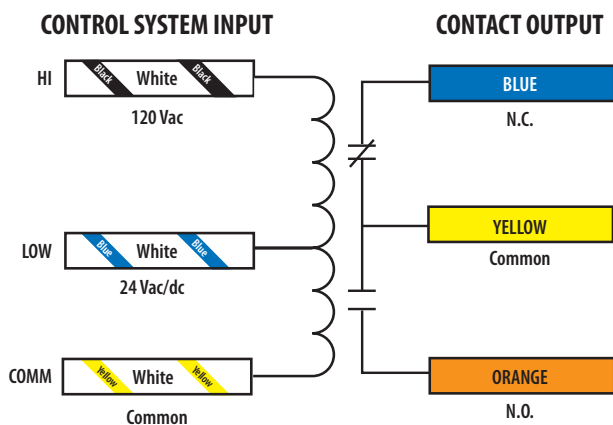 CONTROL SYSTEM INPUT
HI
Black
White
Black
120 Vac
LOW
Blue
White
Blue
24 Vac/dc
COMM
Yellow
White
Yellow
Common
CONTACT OUTPUT
BLUE
N.C.
YELLOW
Common
ORANGE
N.O.